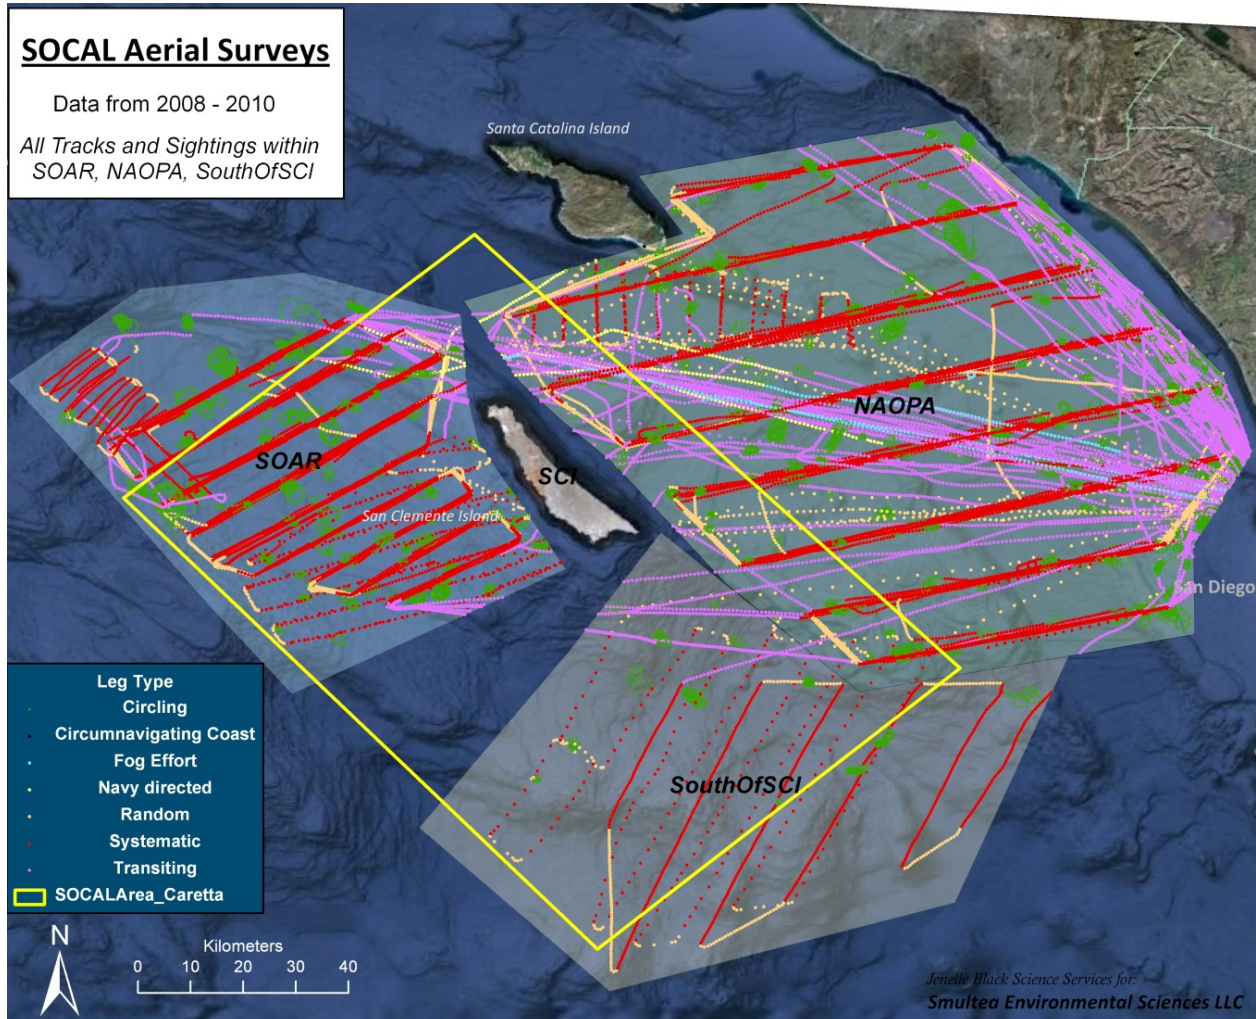 SOCAL Aerial Surveys
Data from 2008 - 2010
All Tracks and Sightings within
SOAR, NAOPA, SouthOfSCI
Santa Catalina Island
NAOPA
SOAR
SCI
San Clemente Island
San Diego
SouthOfSCI
Leg Type
Circling
Circumnavigating Coast
Fog Effort
Navy directed
Random
Systematic
Transiting
SOCALArea_Caretta
N
Kilometers
0 10 20 30 40
Jenelle Black Science Services for:
Smultea Environmental Sciences LLC